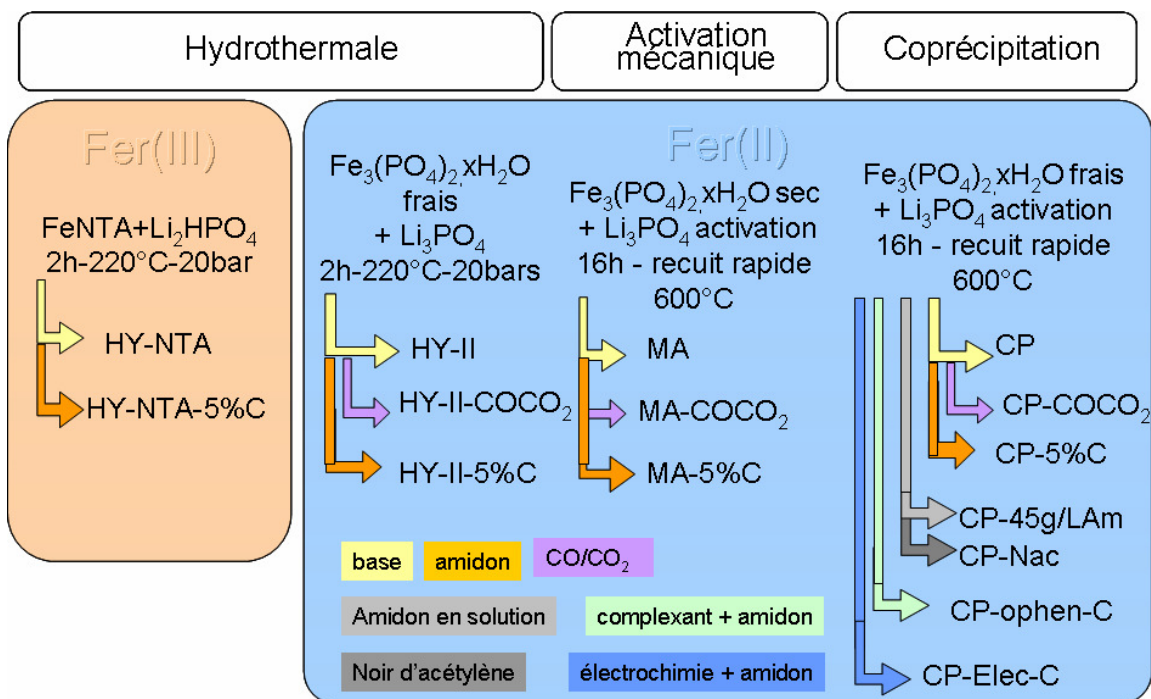 Hydrothermale
Activation
mécanique
Coprécipitation
Fer(III)
FeNTA+Li₂HPO₄
2h-220°C-20bar
HY-NTA
HY-NTA-5%C
Fer(II)
Fe₃(PO₄)₂,xH₂O
frais
+ Li₃PO₄
2h-220°C-20bars
HY-II
HY-II-COCO₂
HY-II-5%C
Fe₃(PO₄)₂,xH₂O sec
+ Li₃PO₄ activation
16h - recuit rapide
600°C
MA
MA-COCO₂
MA-5%C
Fe₃(PO₄)₂,xH₂O frais
+ Li₃PO₄ activation
16h - recuit rapide
600°C
CP
CP-COCO₂
CP-5%C
CP-45g/LAm
CP-Nac
CP-ophen-C
CP-Elec-C
base
amidon
CO/CO₂
Amidon en solution
complexant + amidon
Noir d'acétylène
électrochimie + amidon